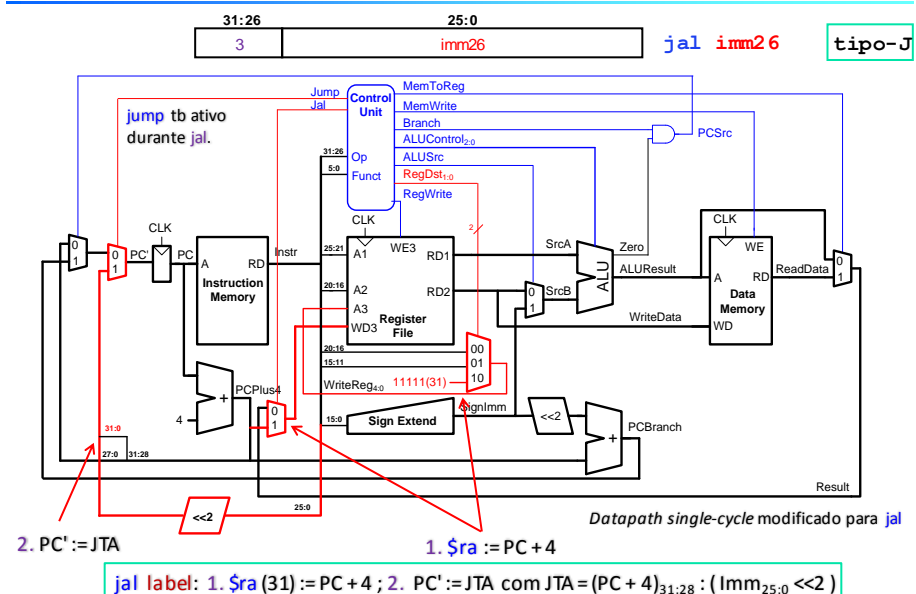 31:26 25:0
3 imm26 jal imm26 tipo-J
jump tb ativo
durante jal.
Jump
Jal
Control
Unit
Op
Funct
31:26
5:0
MemToReg
MemWrite
Branch
ALUControl2:0
ALUSrc
RegDst1:0
RegWrite
PCSrc
2
0
1
0
1
PC'
CLK
PC
A RD
Instruction
Memory
Instr
25:21
20:16
20:16
15:11
CLK
WE3
A1
A2
A3
WD3
RD1
RD2
Register
File
SrcA
0
1
SrcB
ALU
Zero
ALUResult
WriteData
CLK
WE
A
RD
Data
Memory
WD
ReadData
0
1
00
01
10
WriteReg4:0
11111(31)
4
+
PCPlus4
0
1
15:0
Sign Extend
SignImm
<<2
+
PCBranch
Result
31:0
27:0
31:28
<<2
25:0
2. PC' := JTA
1. $ra := PC + 4
Datapath single-cycle modificado para jal
jal label: 1. $ra (31) := PC + 4 ; 2. PC' := JTA com JTA = (PC + 4)31:28 : ( Imm25:0 <<2 )